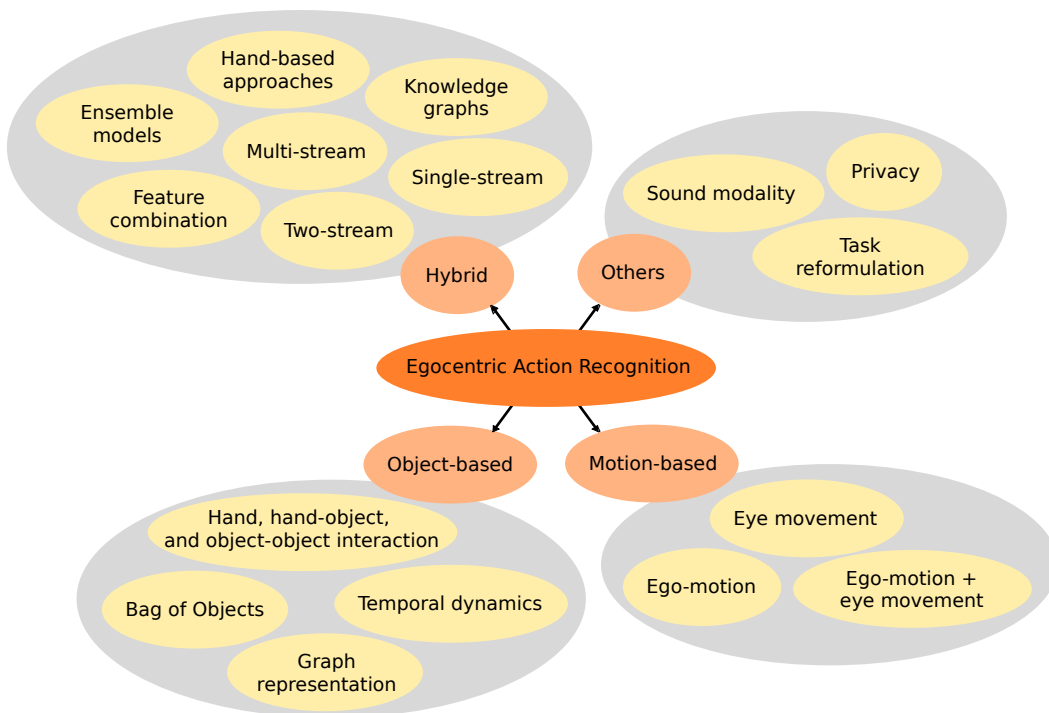 Hand-based
approaches
Knowledge
graphs
Ensemble
models
Multi-stream
Single-stream
Feature
combination
Two-stream
Hybrid
Privacy
Sound modality
Task
reformulation
Others
Egocentric Action Recognition
Object-based
Motion-based
Hand, hand-object,
and object-object interaction
Bag of Objects
Temporal dynamics
Graph
representation
Eye movement
Ego-motion
Ego-motion +
eye movement